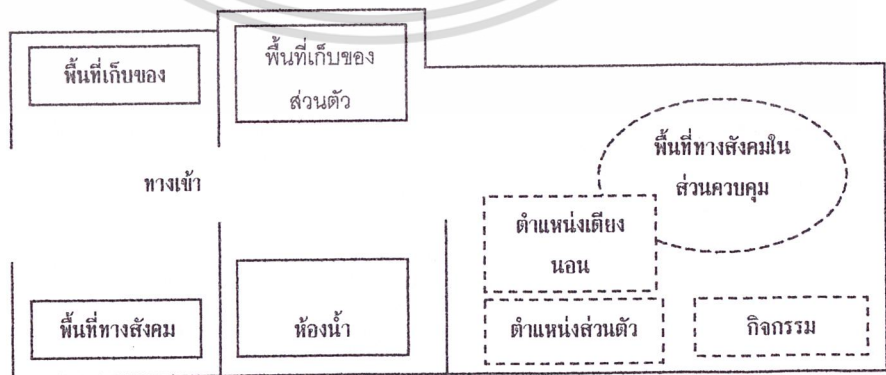 พื้นที่เก็บของ
พื้นที่เก็บของ
ส่วนตัว
พื้นที่ทางสังคมใน
ส่วนควบคุม
ทางเข้า
ตำแหน่งเตียง
นอน
พื้นที่ทางสังคม
ห้องน้ำ
ตำแหน่งส่วนตัว
กิจกรรม